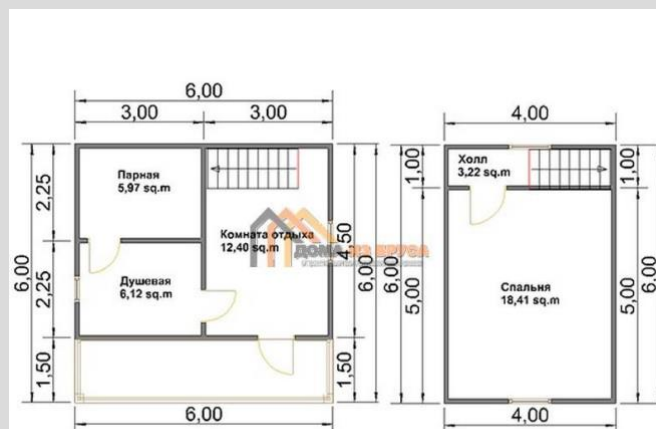 6,00
4,00
3,00
3,00
1,00
Холл
3,22 sq.m
1,00
Парная
5,97 sq.m
2,25
Комната отдыха
12,40 sq.m
ДОМА ИЗ БРУСА
4,50
6,00
2,25
Душевая
6,12 sq.m
6,00
6,00
5,00
Спальня
18,41 sq.m
5,00
6,00
1,50
1,50
6,00
4,00